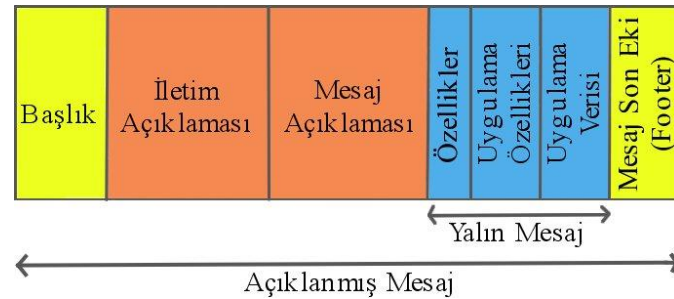 Başlık
İletim
Açıklaması
Mesaj
Açıklaması
Özellikler
Uygulama
Özellikleri
Uygulama
Verisi
Mesaj Son Eki
(Footer)
Yalın Mesaj
Açıklanmış Mesaj